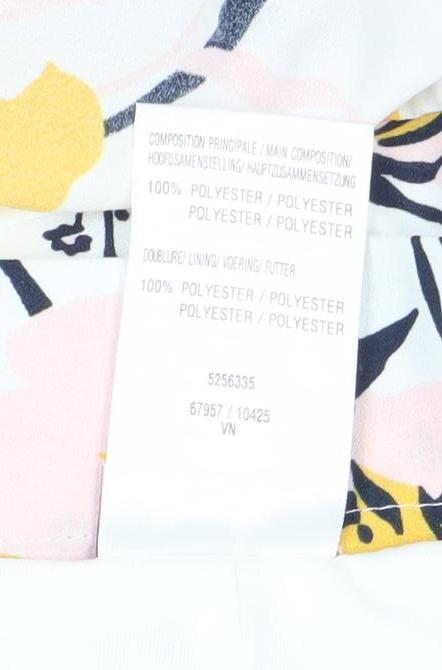 COMPOSITION PRINCIPALE / MAIN COMPOSITION/
HOOFDSAMENSTELLING/ HAUPTZUSAMMENSETZUNG
100% POLYESTER / POLYESTER
POLYESTER / POLYESTER
DOUBLURE/ LINING/ VOERING/ FUTTER
100% POLYESTER / POLYESTER
POLYESTER / POLYESTER
5256335
67957 / 10425
VN